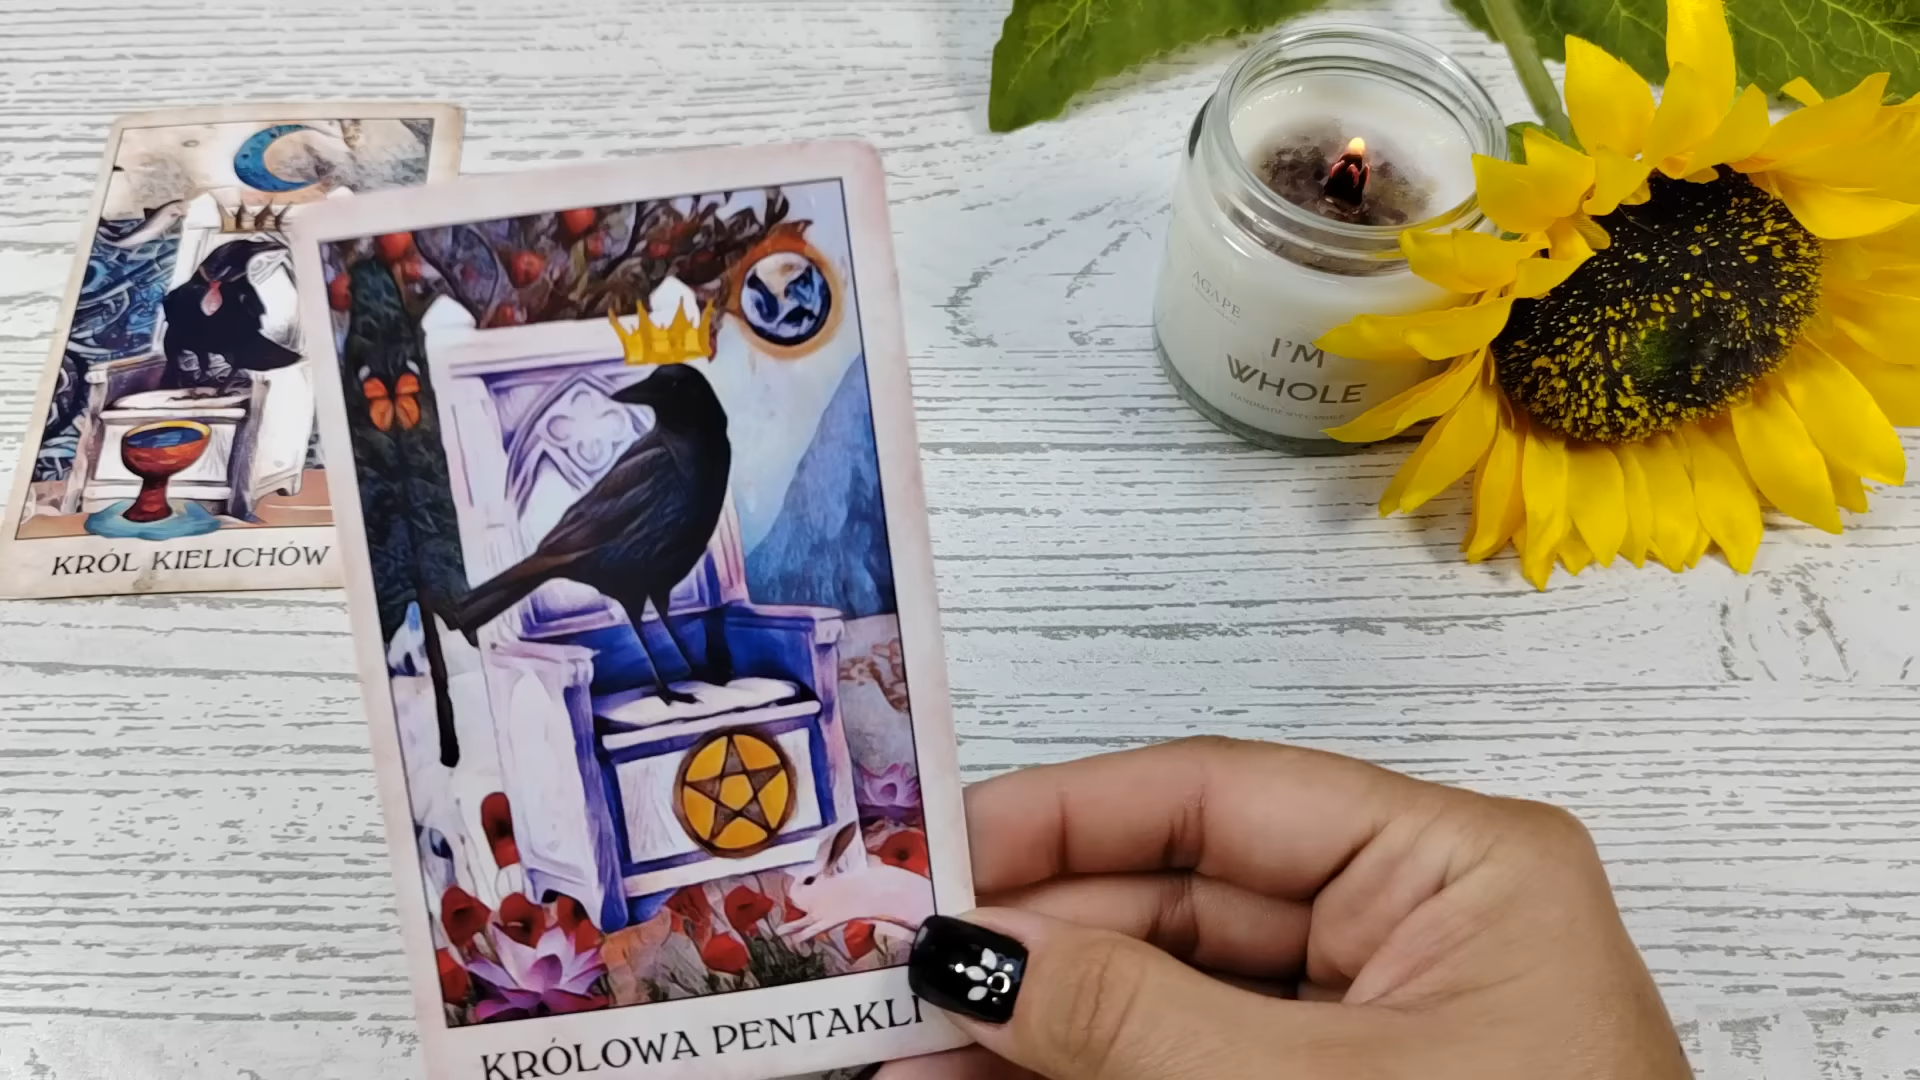 KRÓL KIELICHÓW
KRÓLOWA PENTAKLI
AGAPE
I'M
WHOLE